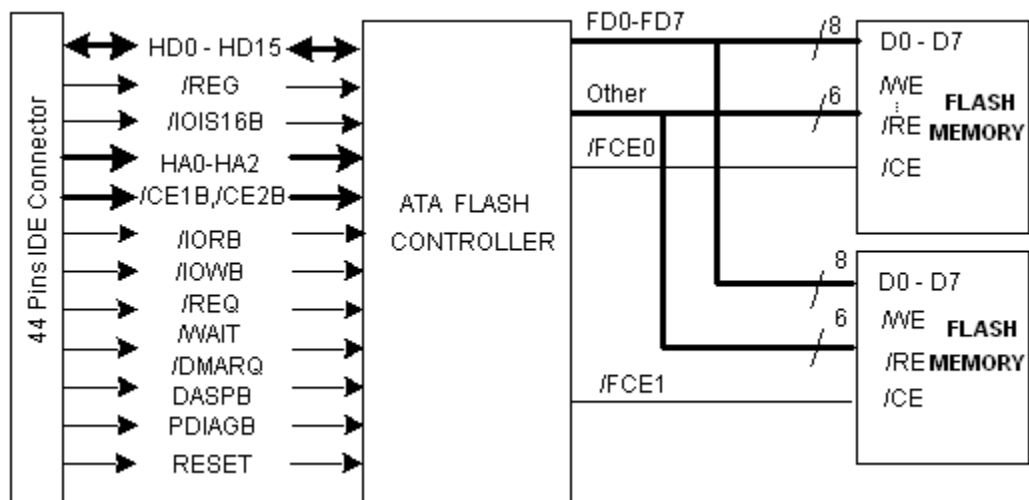 44 Pins IDE Connector
HD0 - HD15
/REG
/IOIS16B
HA0-HA2
/CE1B,/CE2B
/IORB
/IOWB
/REQ
/WAIT
/DMARQ
DASPB
PDIAGB
RESET
ATA FLASH
CONTROLLER
FD0-FD7
Other
/FCE0
/FCE1
8
6
8
6
D0 - D7
/WE
/RE
/CE
FLASH
MEMORY
D0 - D7
/WE
/RE
/CE
FLASH
MEMORY